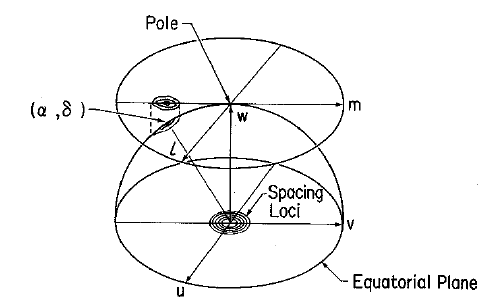 Pole
m
(α ,δ)
w
l
Spacing
Loci
v
Equatorial Plane
u